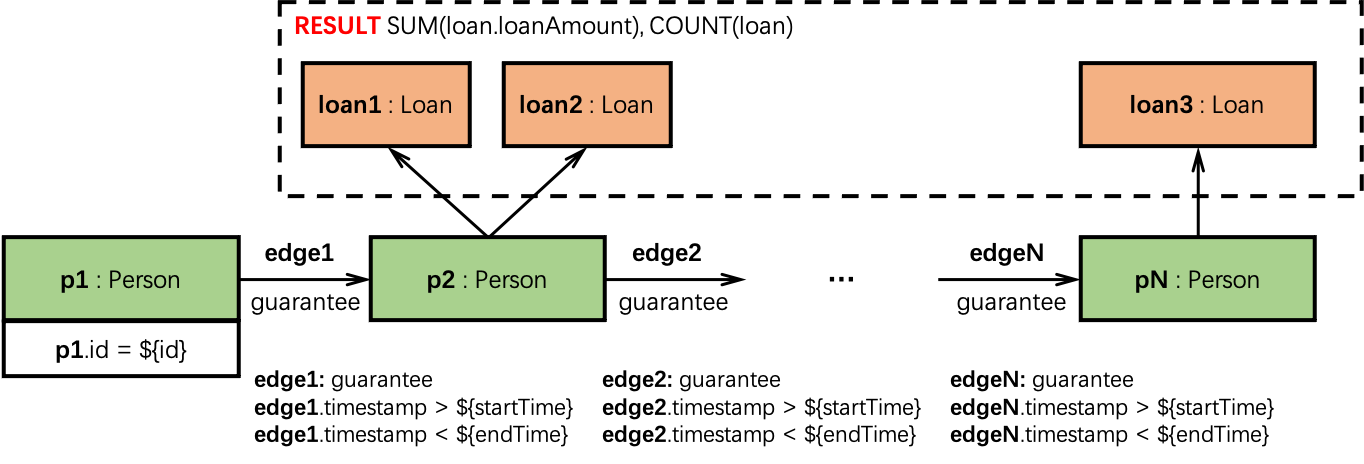 RESULT SUM(loan.loanAmount), COUNT(loan)
loan1 : Loan
loan2 : Loan
loan3 : Loan
p1 : Person
edge1
guarantee
p2 : Person
edge2
guarantee
...
edgeN
guarantee
pN : Person
p1.id = ${id}
edge1: guarantee
edge1.timestamp > ${startTime}
edge1.timestamp < ${endTime}
edge2: guarantee
edge2.timestamp > ${startTime}
edge2.timestamp < ${endTime}
edgeN: guarantee
edgeN.timestamp > ${startTime}
edgeN.timestamp < ${endTime}